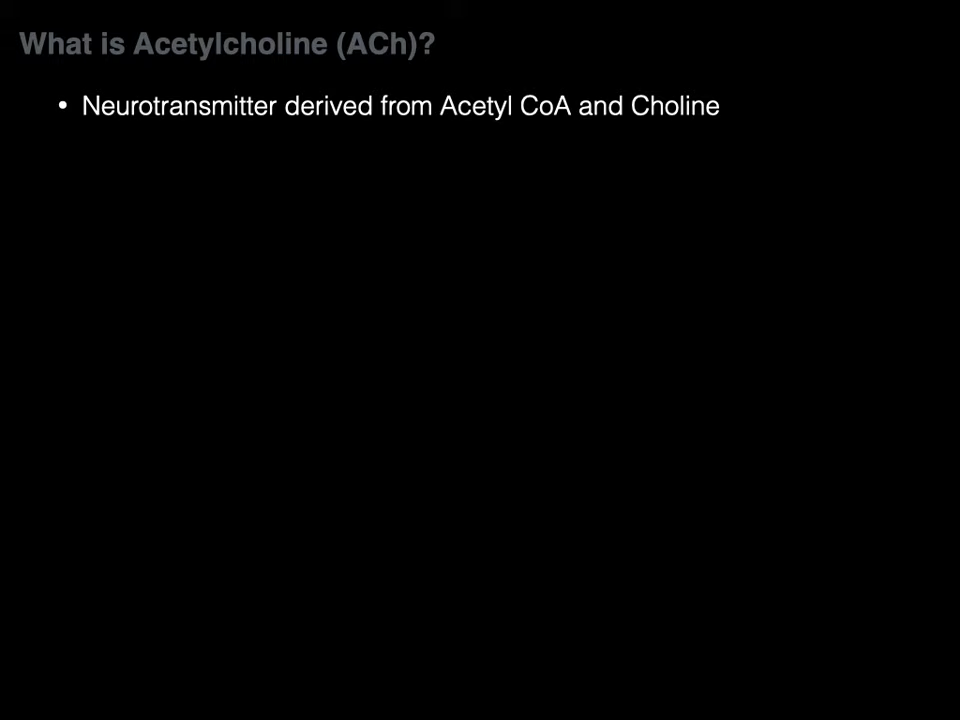 What is Acetylcholine (ACh)?
• Neurotransmitter derived from Acetyl CoA and Choline